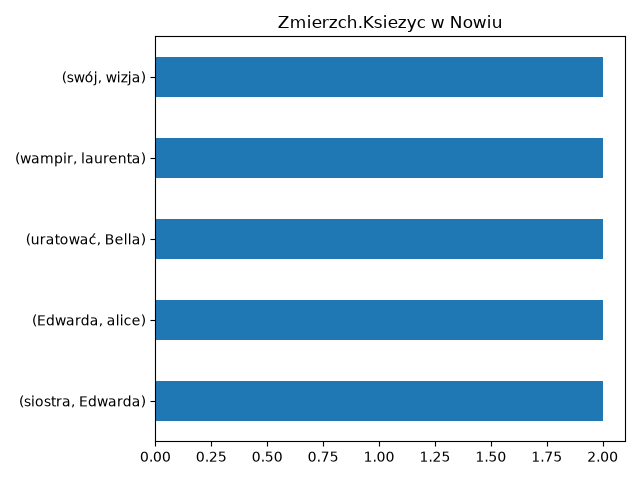 Zmierzch.Ksiezyc w Nowiu
(swój, wizja)
(wampir, laurenta)
(uratować, Bella)
(Edwarda, alice)
(siostra, Edwarda)
0.00 0.25 0.50 0.75 1.00 1.25 1.50 1.75 2.00